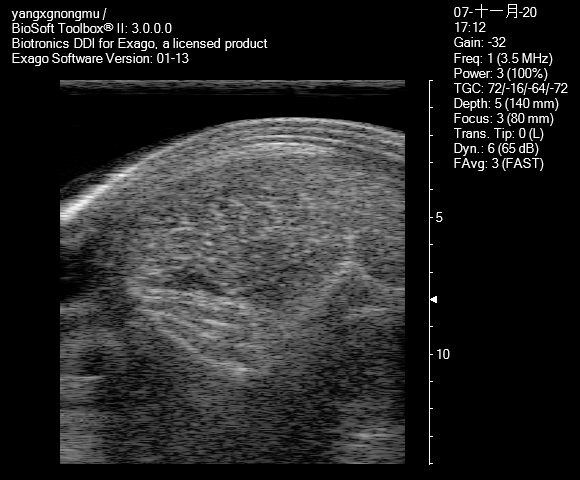 yangxgnongmu /
BioSoft Toolbox® II: 3.0.0.0
Biotronics DDI for Exago, a licensed product
Exago Software Version: 01-13
07-十一月-20
17:12
Gain: -32
Freq: 1 (3.5 MHz)
Power: 3 (100%)
TGC: 72/-16/-64/-72
Depth: 5 (140 mm)
Focus: 3 (80 mm)
Trans. Tip: 0 (L)
Dyn.: 6 (65 dB)
FAvg: 3 (FAST)
5
10